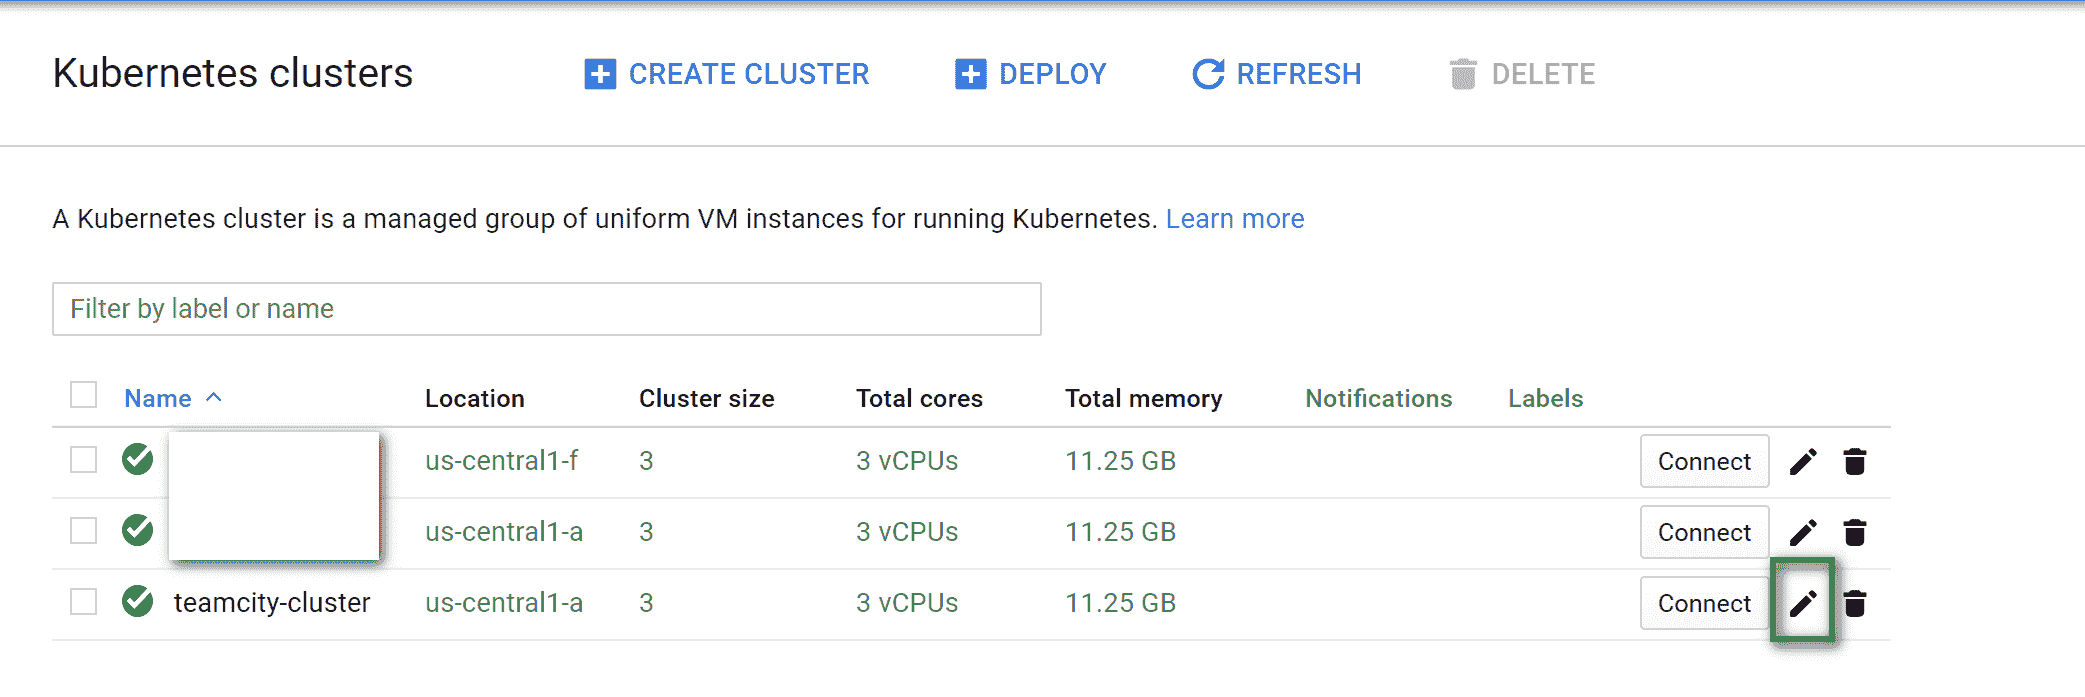 Kubernetes clusters CREATE CLUSTER DEPLOY REFRESH DELETE
A Kubernetes cluster is a managed group of uniform VM instances for running Kubernetes. Learn more
Filter by label or name
Name Location Cluster size Total cores Total memory Notifications Labels
us-central1-f 3 3 vCPUs 11.25 GB Connect
us-central1-a 3 3 vCPUs 11.25 GB Connect
teamcity-cluster us-central1-a 3 3 vCPUs 11.25 GB Connect